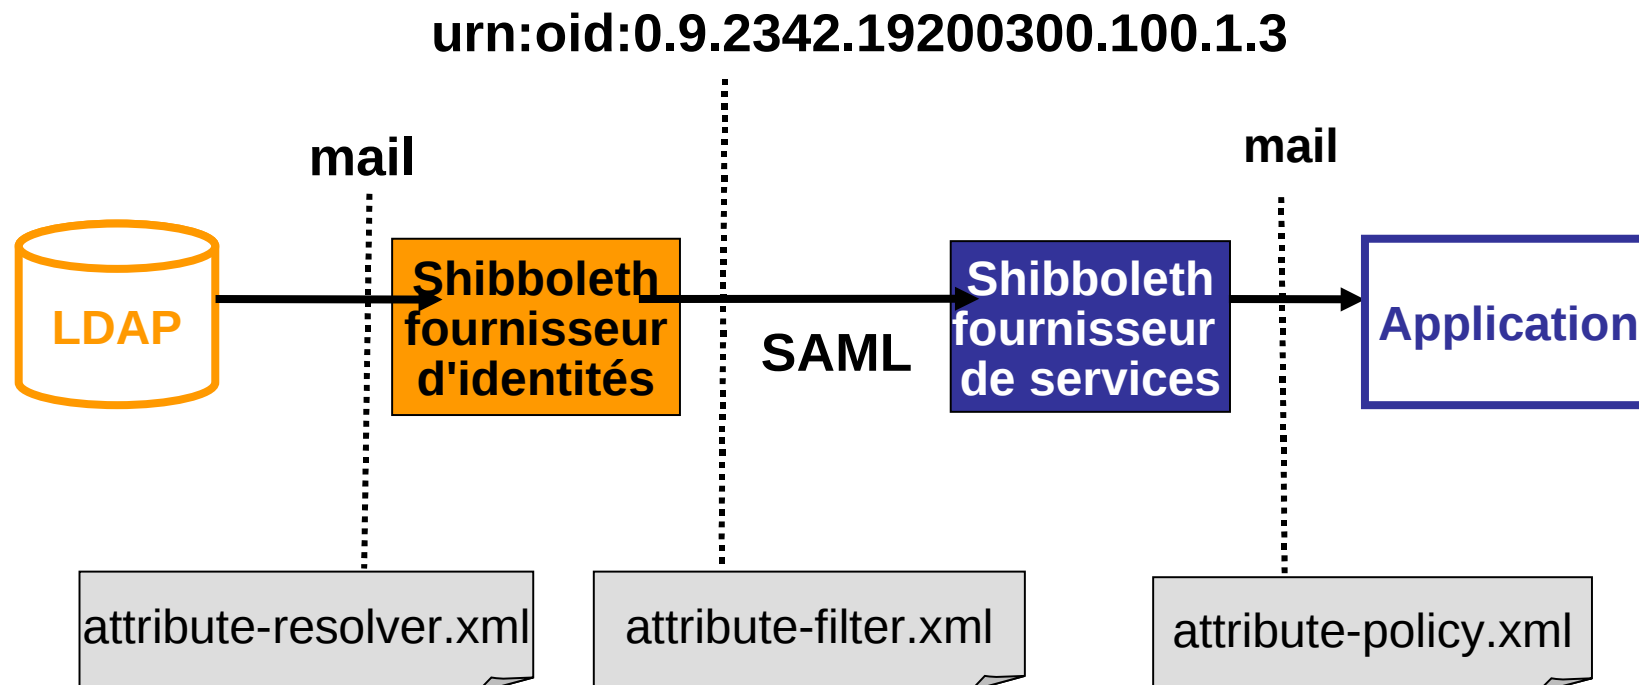 urn:oid:0.9.2342.19200300.100.1.3
mail
mail
LDAP
Shibboleth
fournisseur
d'identités
SAML
Shibboleth
fournisseur
de services
Application
attribute-resolver.xml
attribute-filter.xml
attribute-policy.xml